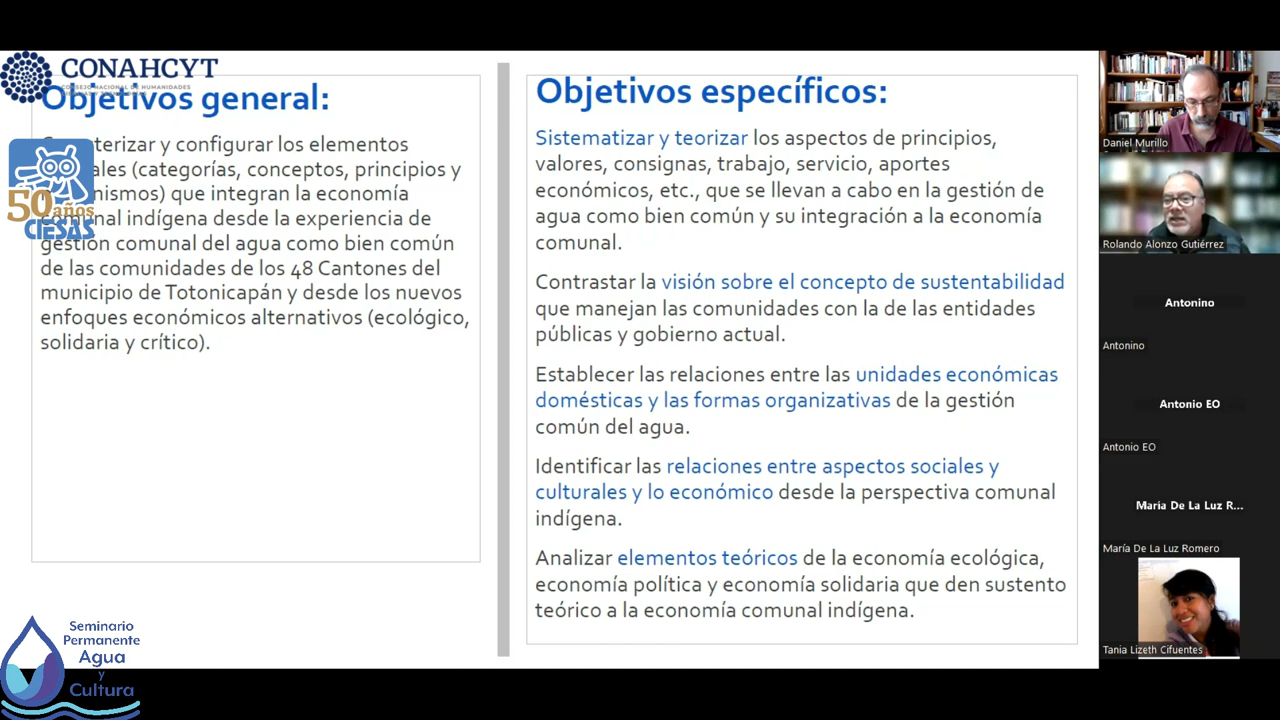 CONAHCYT
CONSEJO NACIONAL DE HUMANIDADES
Objetivos general:
terizar y configurar los elementos
ales (categorías, conceptos, principios y
nismos) que integran la economía
nal indígena desde la experiencia de
gestión comunal del agua como bien común
de las comunidades de los 48 Cantones del
municipio de Totonicapán y desde los nuevos
enfoques económicos alternativos (ecológico,
solidaria y crítico).
50 años
CIESAS
Seminario
Permanente
Agua
y
Cultura
Objetivos específicos:
Sistematizar y teorizar los aspectos de principios,
valores, consignas, trabajo, servicio, aportes
económicos, etc., que se llevan a cabo en la gestión de
agua como bien común y su integración a la economía
comunal.
Contrastar la visión sobre el concepto de sustentabilidad
que manejan las comunidades con la de las entidades
públicas y gobierno actual.
Establecer las relaciones entre las unidades económicas
domésticas y las formas organizativas de la gestión
común del agua.
Identificar las relaciones entre aspectos sociales y
culturales y lo económico desde la perspectiva comunal
indígena.
Analizar elementos teóricos de la economía ecológica,
economía política y economía solidaria que den sustento
teórico a la economía comunal indígena.
Daniel Murillo
Rolando Alonzo Gutiérrez
Antonino
Antonino
Antonio EO
Antonio EO
Maria De La Luz R...
María De La Luz Romero
Tania Lizeth Cifuentes